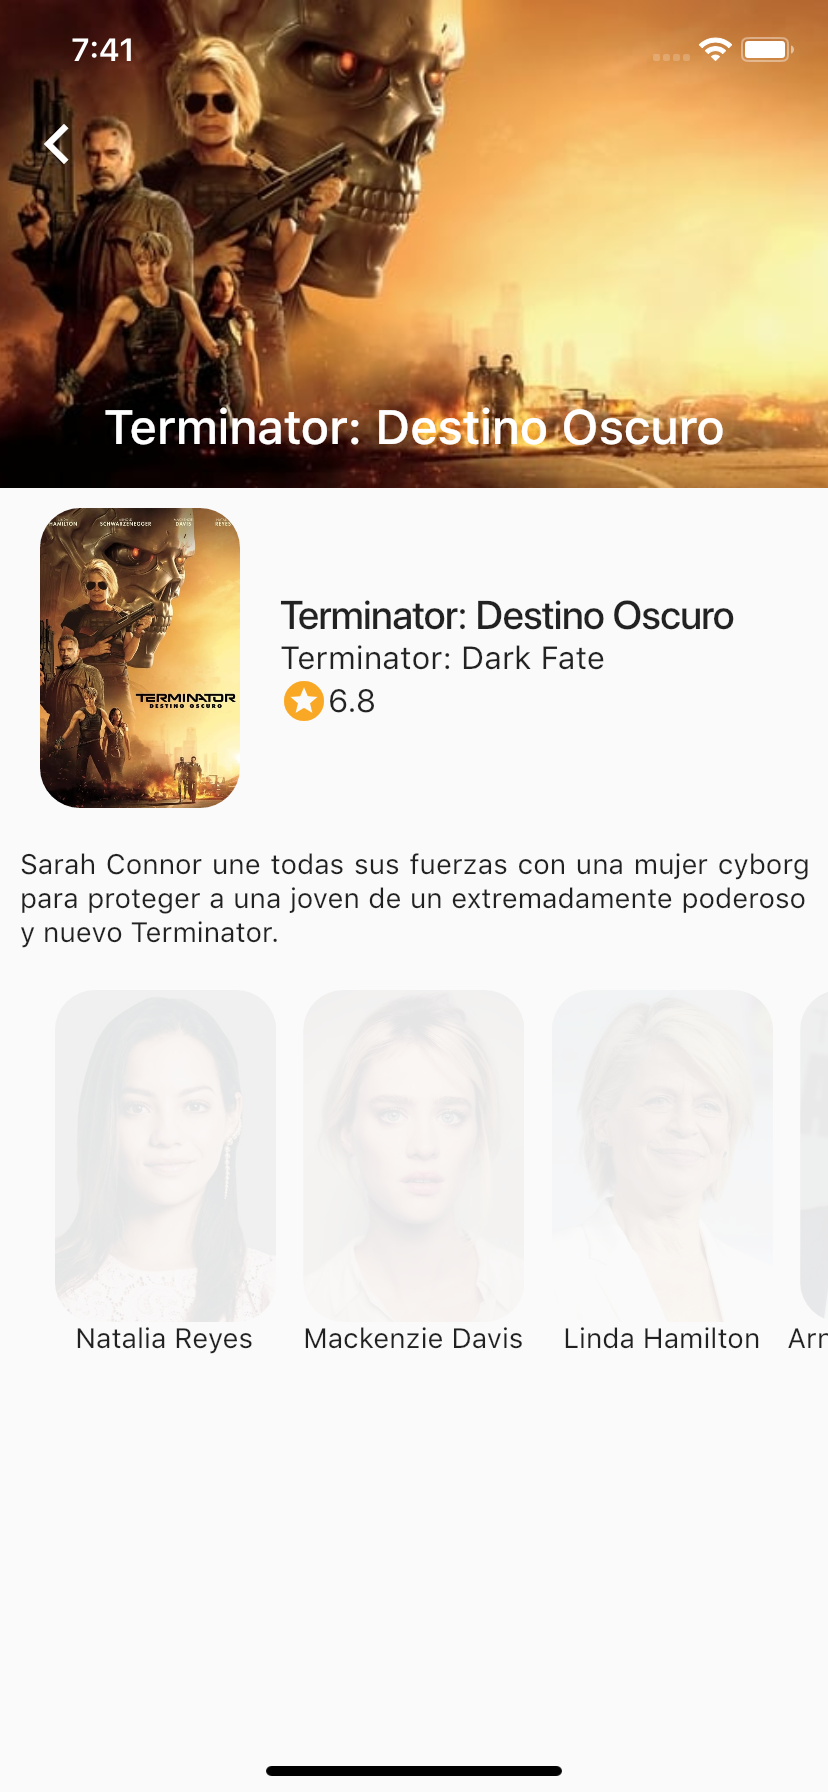 7:41
Terminator: Destino Oscuro
HAMILTON SCHWARZENEGGER DAVIS REYES
TERMINATOR
DESTINO OSCURO
Terminator: Destino Oscuro
Terminator: Dark Fate
6.8
Sarah Connor une todas sus fuerzas con una mujer cyborg
para proteger a una joven de un extremadamente poderoso
y nuevo Terminator.
Natalia Reyes Mackenzie Davis Linda Hamilton Arn